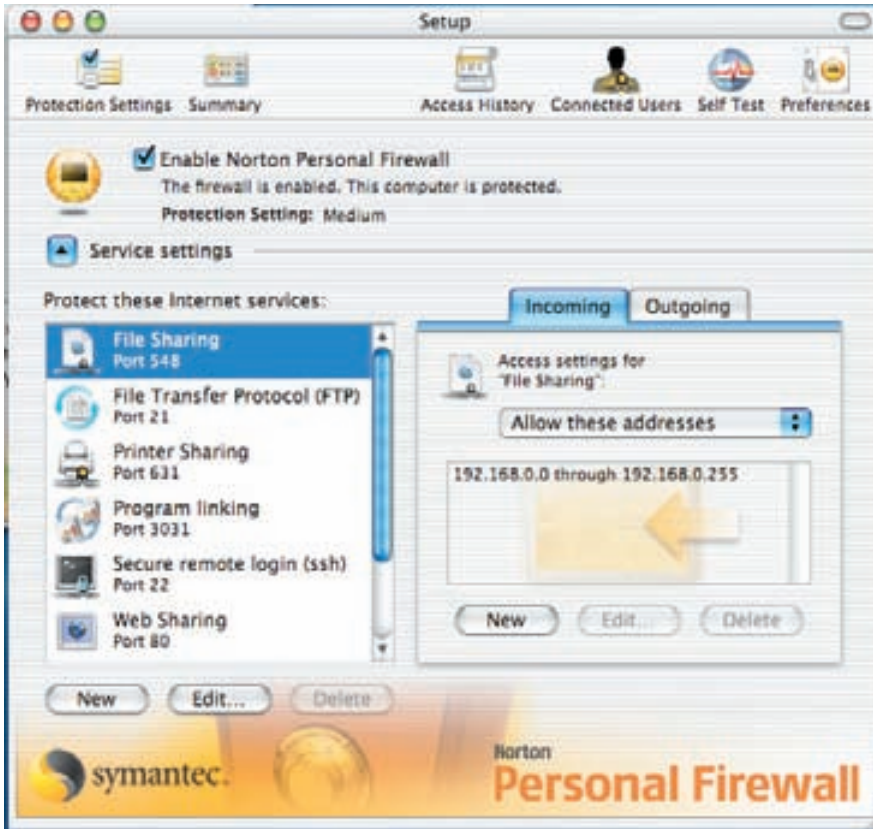 Setup
Protection Settings
Summary
Access History
Connected Users
Self Test
Preferences
Enable Norton Personal Firewall
The firewall is enabled. This computer is protected.
Protection Setting: Medium
Service settings
Protect these Internet services:
File Sharing
Port 548
File Transfer Protocol (FTP)
Port 21
Printer Sharing
Port 631
Program linking
Port 3031
Secure remote login (ssh)
Port 22
Web Sharing
Port 80
New
Edit...
Delete
Incoming
Outgoing
Access settings for
"File Sharing":
Allow these addresses
192.168.0.0 through 192.168.0.255
New
Edit...
Delete
symantec.
Norton
Personal Firewall